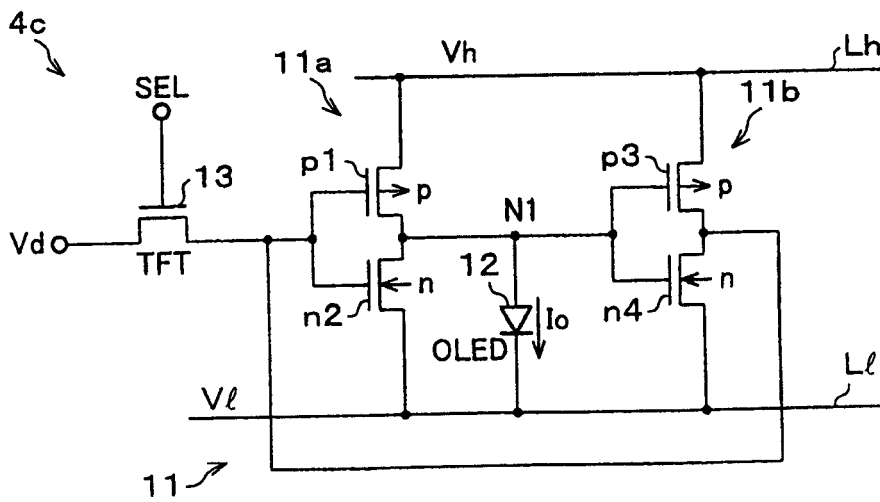 4c
Vh
Lh
11a
11b
SEL
p1
p3
13
p
p
N1
Vd
TFT
12
n
n
n2
n4
Io
OLED
Vℓ
Lℓ
11